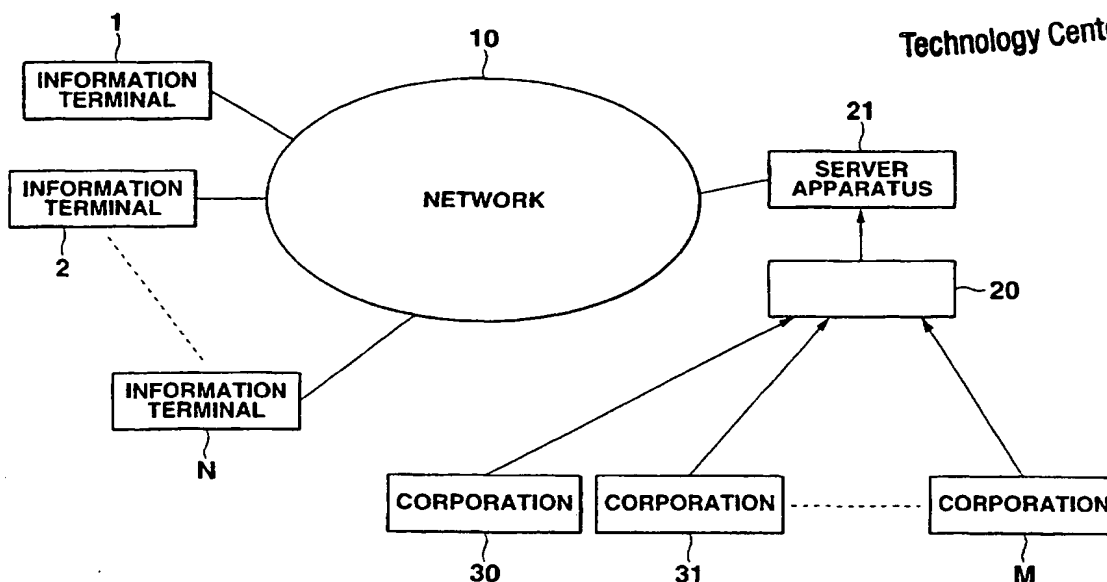 1
10
Technology Cente
INFORMATION
TERMINAL
21
SERVER
APPARATUS
INFORMATION
TERMINAL
NETWORK
2
20
INFORMATION
TERMINAL
N
CORPORATION
CORPORATION
CORPORATION
30
31
M